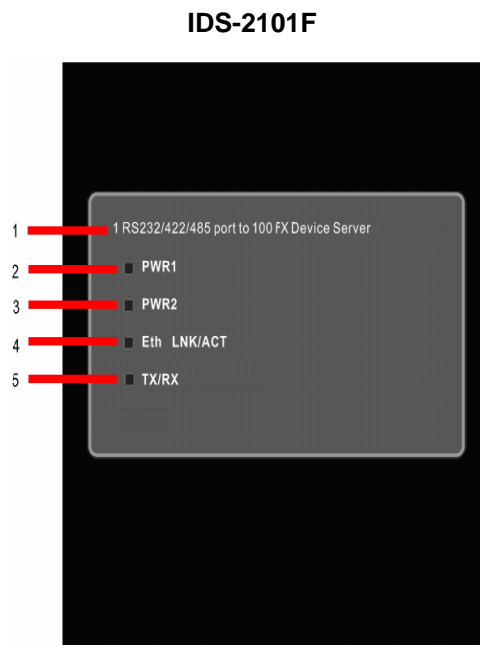 IDS-2101F
1 1 RS232/422/485 port to 100 FX Device Server
2 PWR1
3 PWR2
4 Eth LNK/ACT
5 TX/RX